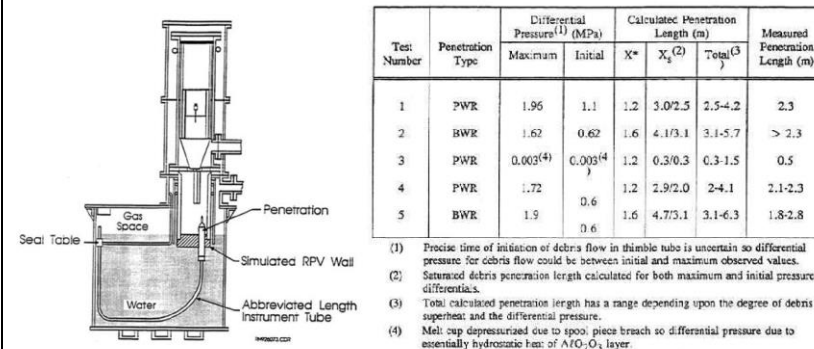 Gas
Space
Seal Table
Water
Penetration
Simulated RPV Wall
Abbreviated Length
Instrument Tube
Test
Number
Penetration
Type
Differential
Pressure(1) (MPa)
Maximum Initial
Calculated Penetration
Length (m)
X* Xs(2) Total(3
)
Measured
Penetration
Length (m)
1 PWR 1.96 1.1 1.2 3.0/2.5 2.5-4.2 2.3
2 BWR 1.62 0.62 1.6 4.1/3.1 3.1-5.7 > 2.3
3 PWR 0.003(4) 0.003(4
) 1.2 0.3/0.3 0.3-1.5 0.5
4 PWR 1.72 0.6 1.2 2.9/2.0 2-4.1 2.1-2.3
5 BWR 1.9 0.6 1.6 4.7/3.1 3.1-6.3 1.8-2.8
(1) Precise time of initiation of debris flow in thimble tube is uncertain so differential
pressure for debris flow could be between initial and maximum observed values.
(2) Saturated debris penetration length calculated for both maximum and initial pressure
differentials.
(3) Total calculated penetration length has a range depending upon the degree of debris
superheat and the differential pressure.
(4) Melt cup depressurized due to spool piece breach so differential pressure due to
essentially hydrostatic heat of layer.